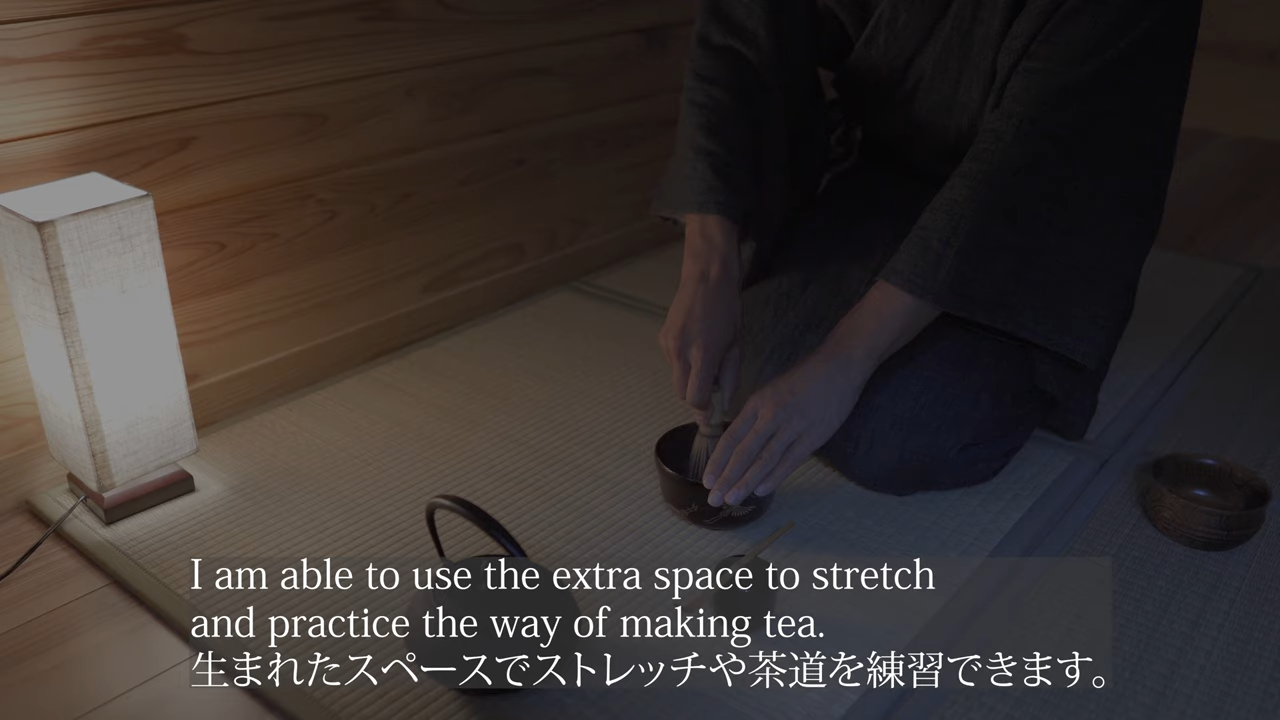 I am able to use the extra space to stretch
and practice the way of making tea.
生まれたスペースでストレッチや茶道を練習できます。